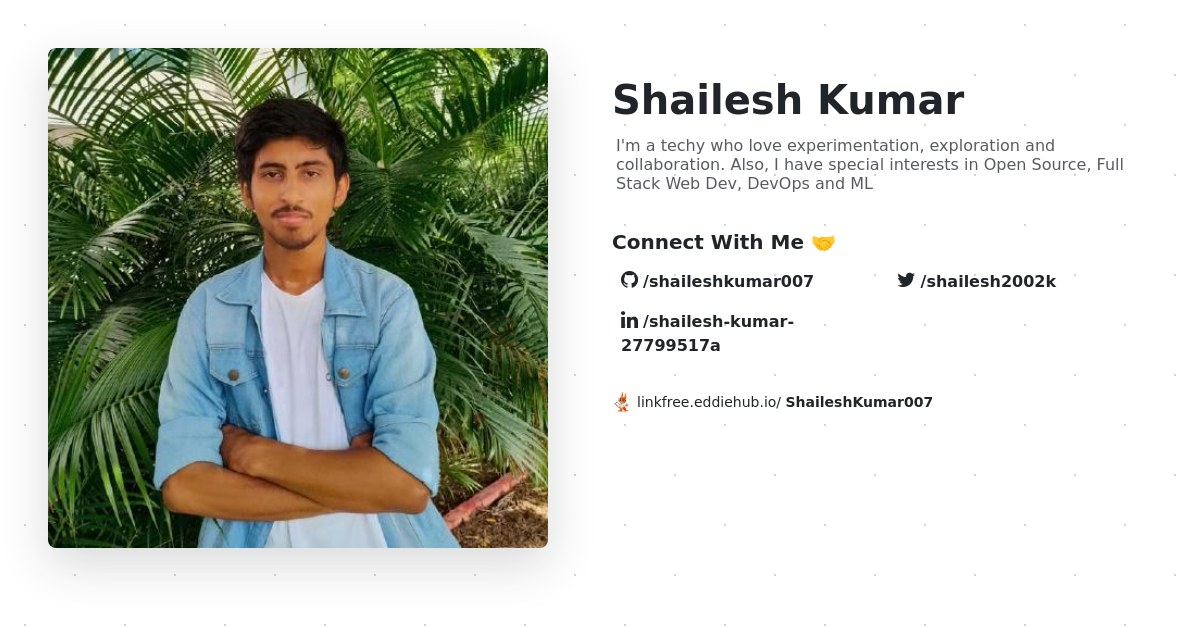 Shailesh Kumar
I'm a techy who love experimentation, exploration and
collaboration. Also, I have special interests in Open Source, Full
Stack Web Dev, DevOps and ML
Connect With Me 🤝
/shaileshkumar007 /shailesh2002k
in /shailesh-kumar-
27799517a
linkfree.eddiehub.io/ ShaileshKumar007